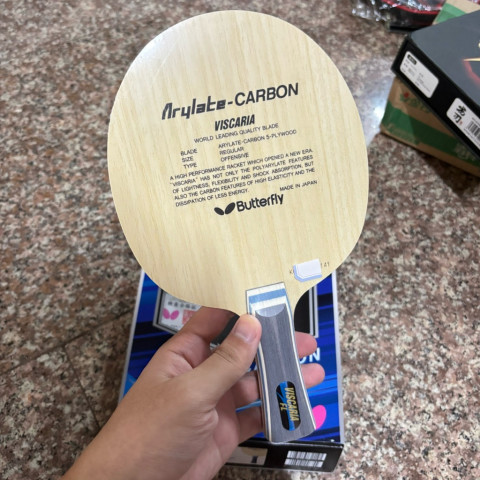 Arylate-CARBON
VISCARIA
WORLD LEADING QUALITY BLADE
BLADE ARYLATE-CARBON 5-PLYWOOD
SIZE REGULAR
TYPE OFFENSIVE
A HIGH PERFORMANCE RACKET WHICH OPENED A NEW ERA.
"VISCARIA" HAS NOT ONLY THE POLYARYLATE FEATURES
OF LIGHTNESS, FLEXIBILITY AND SHOCK ABSORPTION, BUT
ALSO THE CARBON FEATURES OF HIGH ELASTICITY AND THE
DISSIPATION OF LESS ENERGY.
MADE IN JAPAN
Butterfly
VISCARIA
FL
ON